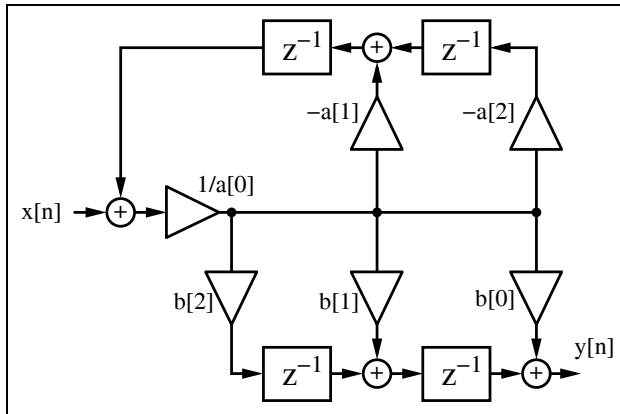 z⁻¹
+
z⁻¹
−a[1]
−a[2]
1/a[0]
x[n]
+
b[2]
b[1]
b[0]
z⁻¹
+
z⁻¹
+
y[n]